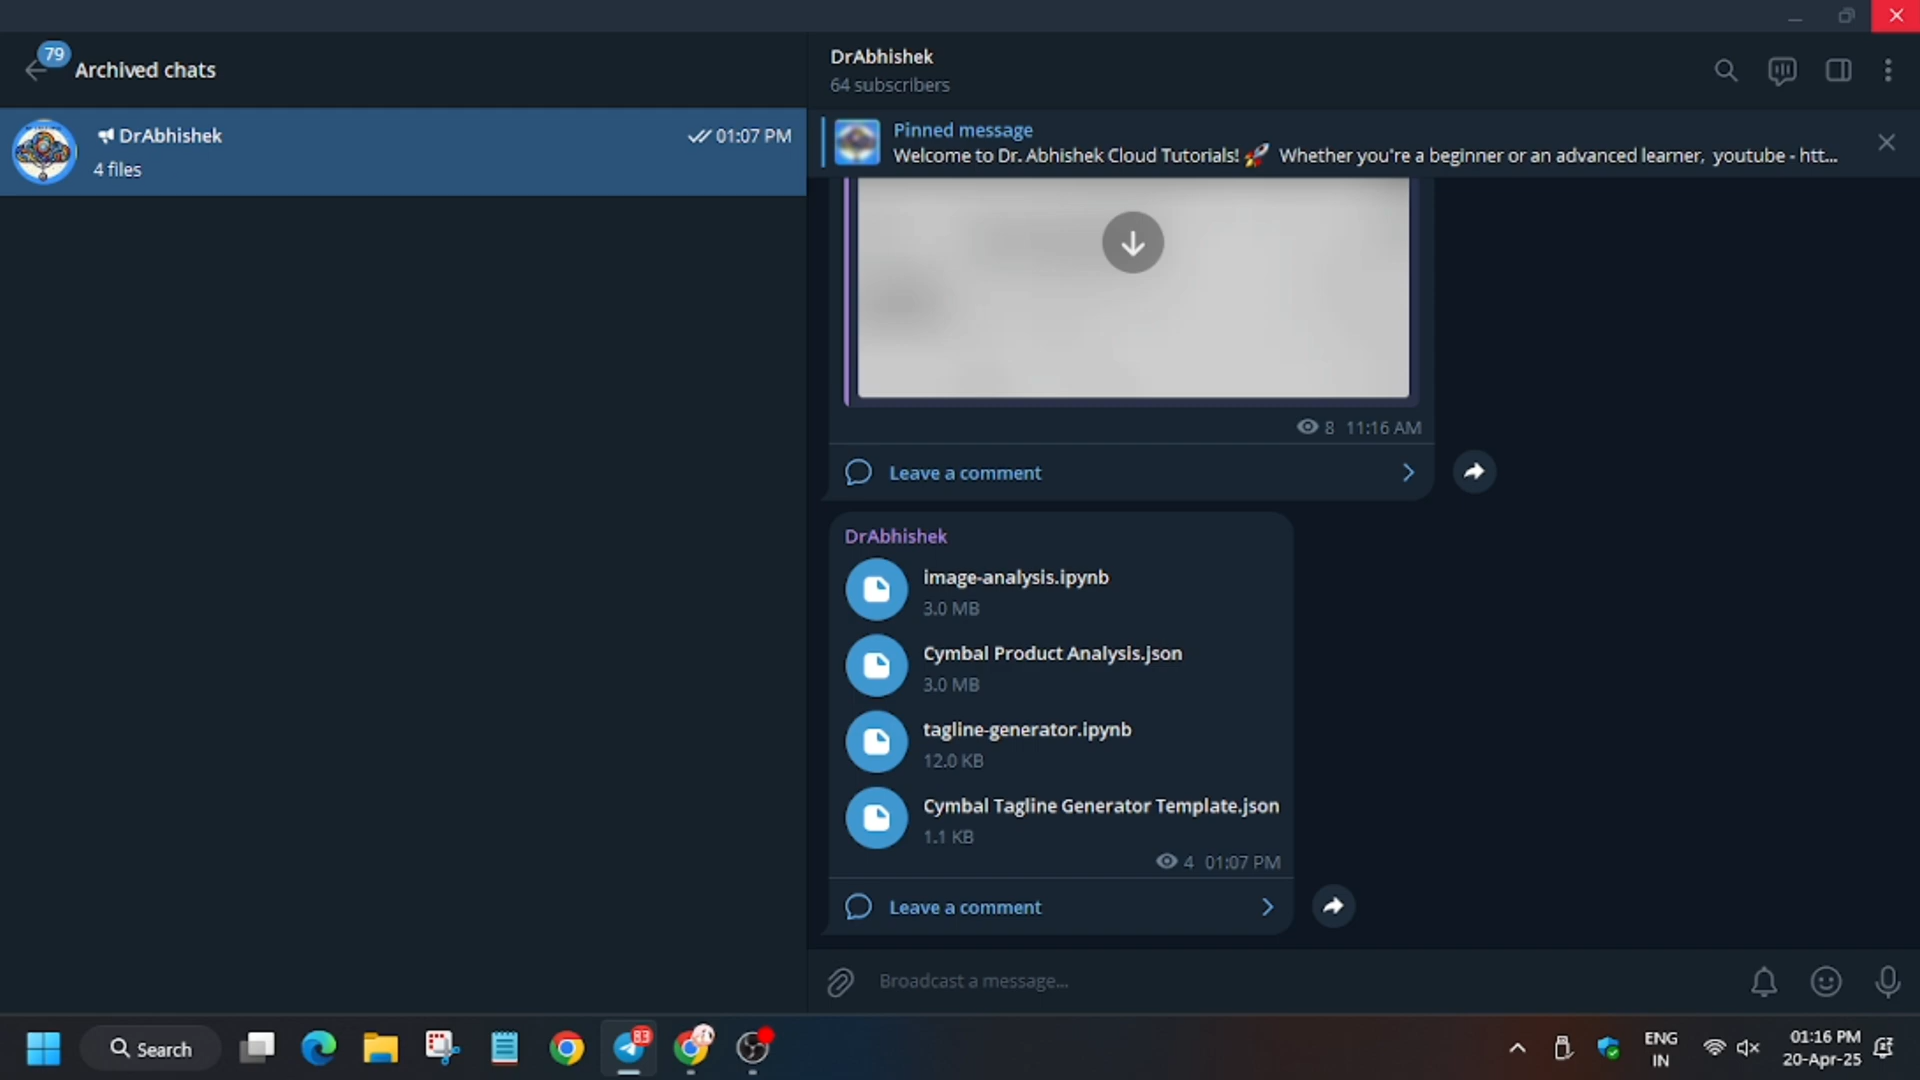 79
Archived chats
DrAbhishek
01:07 PM
4 files
DrAbhishek
64 subscribers
Pinned message
Welcome to Dr. Abhishek Cloud Tutorials! 🚀 Whether you're a beginner or an advanced learner, youtube - htt...
8 11:16 AM
Leave a comment
DrAbhishek
image-analysis.ipynb
3.0 MB
Cymbal Product Analysis.json
3.0 MB
tagline-generator.ipynb
12.0 KB
Cymbal Tagline Generator Template.json
1.1 KB
4 01:07 PM
Leave a comment
Broadcast a message...
Search
83
ENG
IN
01:16 PM
20-Apr-25